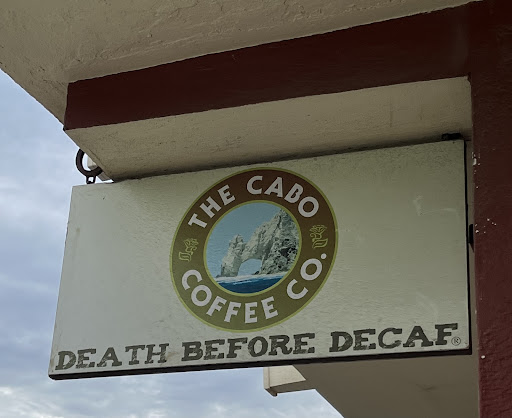 THE CABO
COFFEE CO.
DEATH BEFORE DECAF®